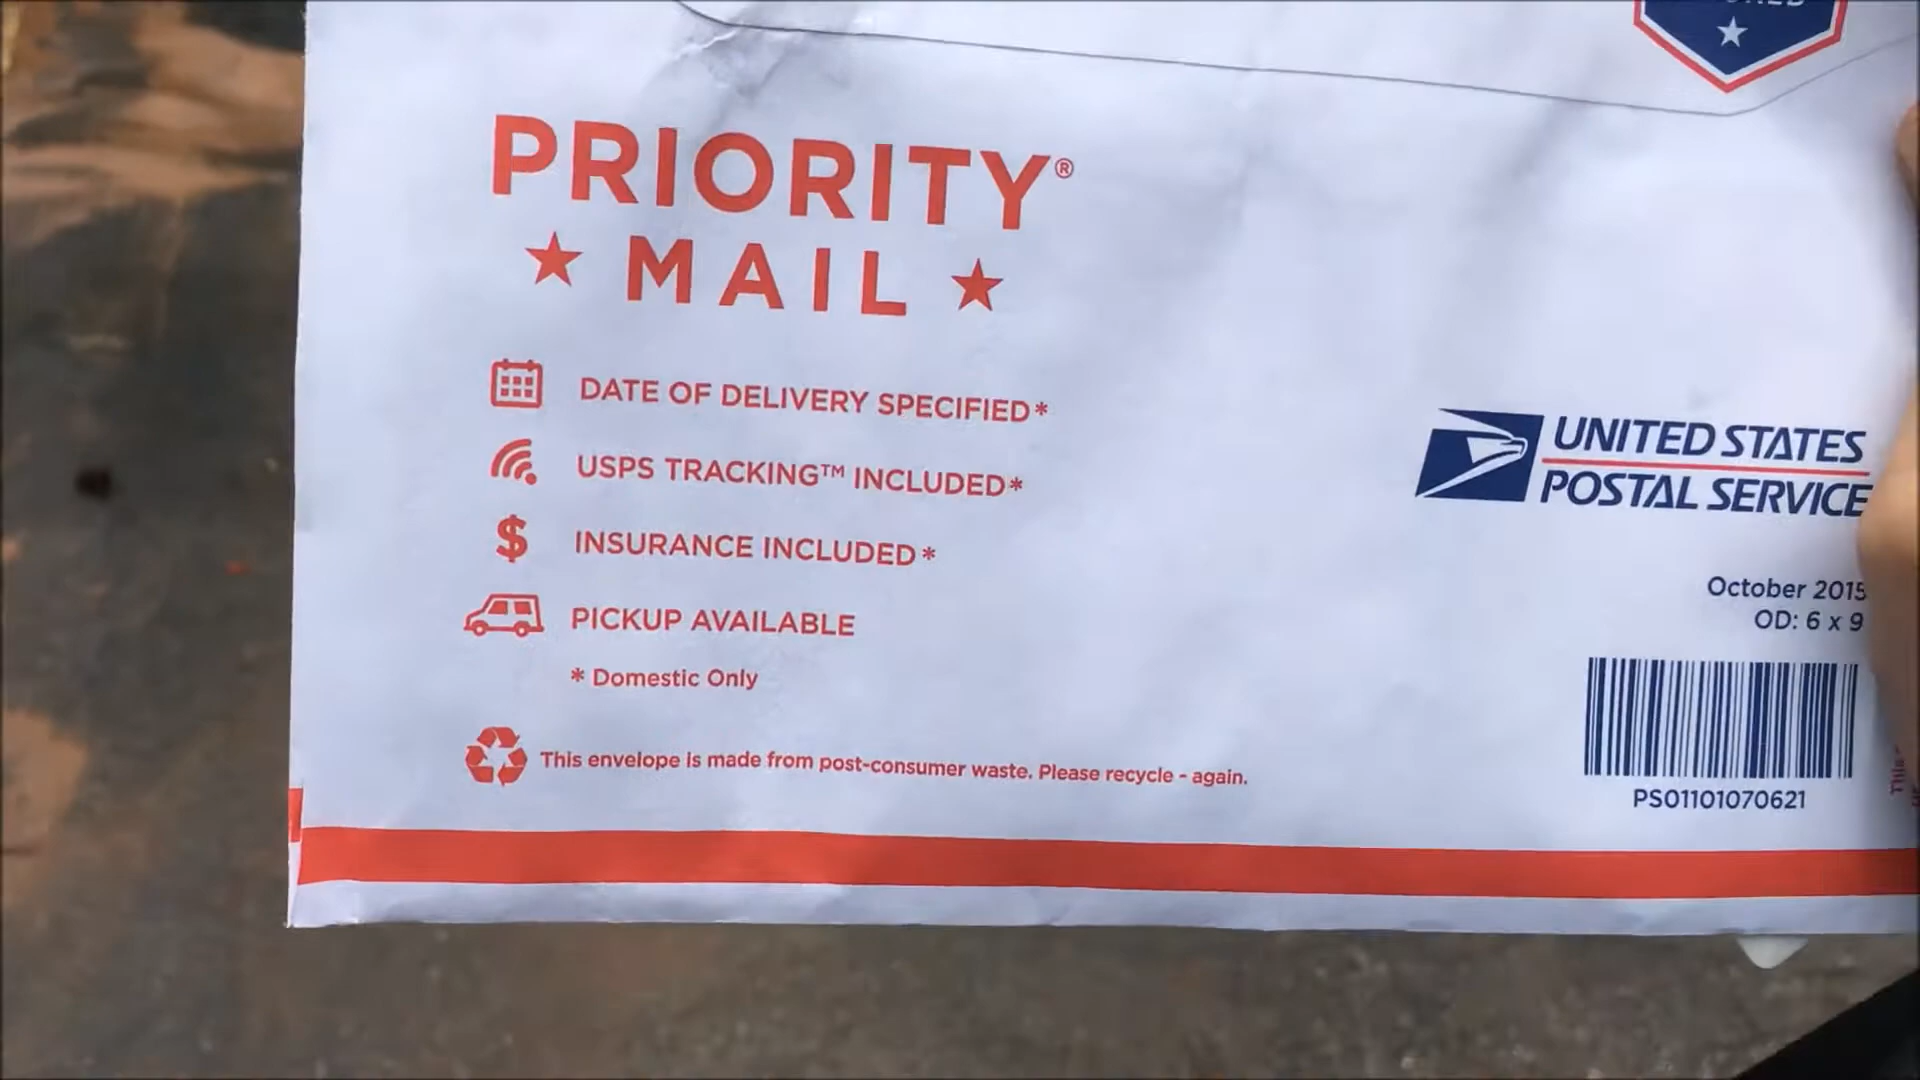 PRIORITY®
★ MAIL ★
DATE OF DELIVERY SPECIFIED*
USPS TRACKING™ INCLUDED*
INSURANCE INCLUDED*
PICKUP AVAILABLE
* Domestic Only
This envelope is made from post-consumer waste. Please recycle - again.
UNITED STATES
POSTAL SERVICE
October 2015
OD: 6 x 9
PS01101070621